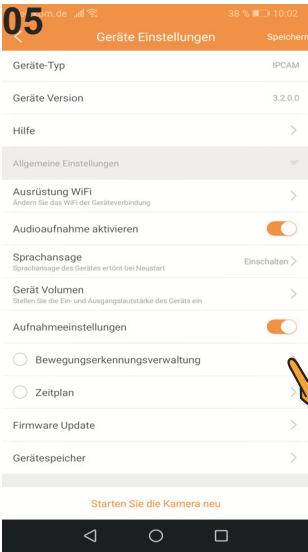 05
m.de 38 % 10:02
Geräte Einstellungen Speichern
Geräte-Typ IPCAM
Geräte Version 3.2.0.0
Hilfe
Allgemeine Einstellungen
Ausrüstung WiFi
Ändern Sie das WiFi der Geräteverbindung
Audioaufnahme aktivieren
Sprachansage Einschalten
Sprachansage des Gerätes ertönt bei Neustart
Gerät Volumen
Stellen Sie die Ein- und Ausgangslautstärke des Geräts ein
Aufnahmeeinstellungen
Bewegungserkennungsverwaltung
Zeitplan
Firmware Update
Gerätespeicher
Starten Sie die Kamera neu